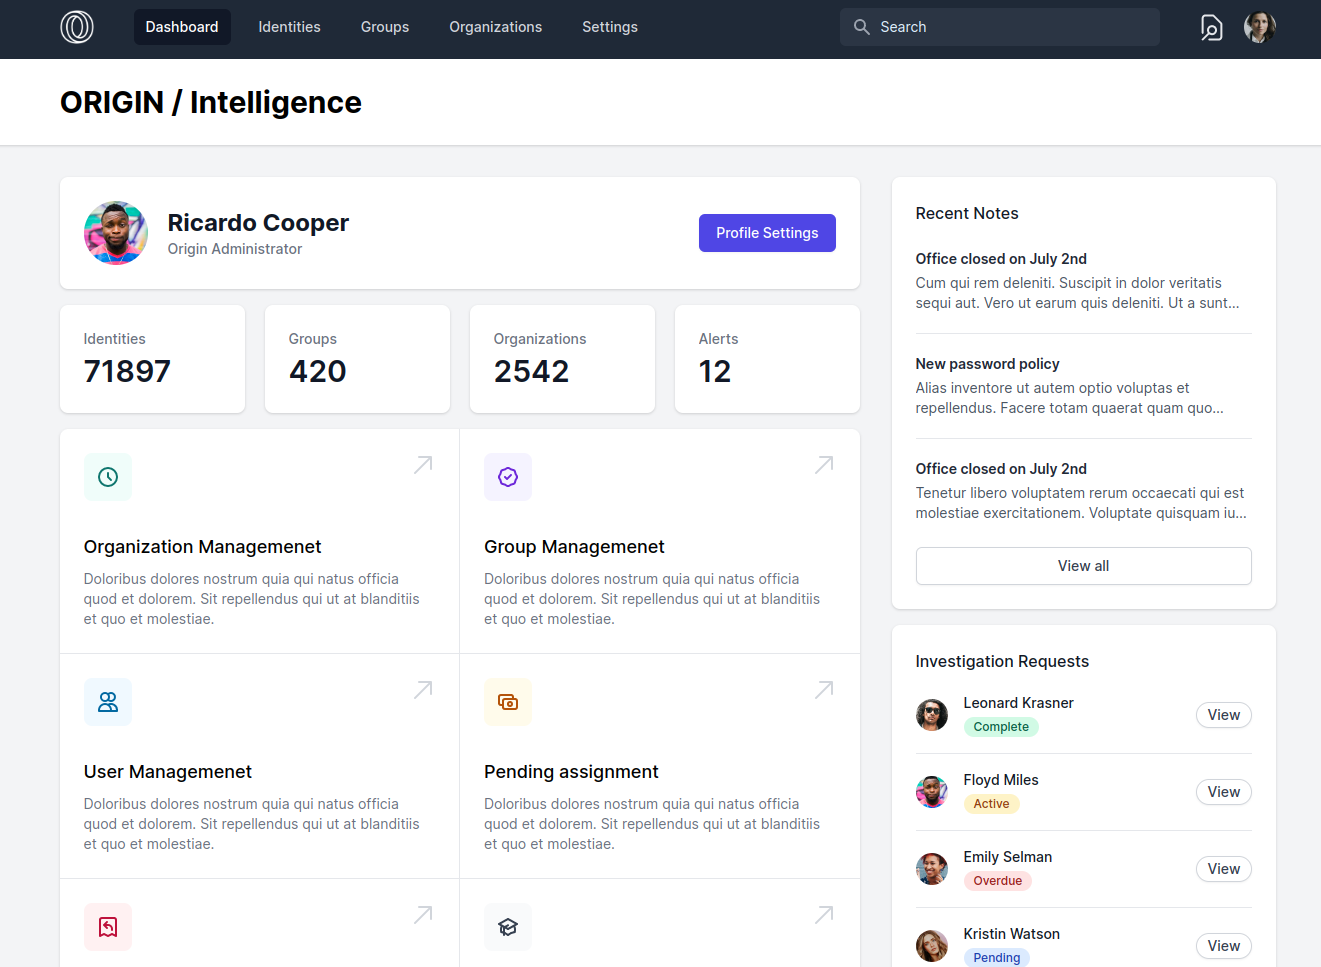 Dashboard
Identities
Groups
Organizations
Settings
Search
ORIGIN / Intelligence
Ricardo Cooper
Origin Administrator
Profile Settings
Identities
71897
Groups
420
Organizations
2542
Alerts
12
Organization Managemenet
Doloribus dolores nostrum quia qui natus officia
quod et dolorem. Sit repellendus qui ut at blanditiis
et quo et molestiae.
Group Managemenet
Doloribus dolores nostrum quia qui natus officia
quod et dolorem. Sit repellendus qui ut at blanditiis
et quo et molestiae.
User Managemenet
Doloribus dolores nostrum quia qui natus officia
quod et dolorem. Sit repellendus qui ut at blanditiis
et quo et molestiae.
Pending assignment
Doloribus dolores nostrum quia qui natus officia
quod et dolorem. Sit repellendus qui ut at blanditiis
et quo et molestiae.
Recent Notes
Office closed on July 2nd
Cum qui rem deleniti. Suscipit in dolor veritatis
sequi aut. Vero ut earum quis deleniti. Ut a sunt...
New password policy
Alias inventore ut autem optio voluptas et
repellendus. Facere totam quaerat quam quo...
Office closed on July 2nd
Tenetur libero voluptatem rerum occaecati qui est
molestiae exercitationem. Voluptate quisquam iu...
View all
Investigation Requests
Leonard Krasner
Complete
View
Floyd Miles
Active
View
Emily Selman
Overdue
View
Kristin Watson
Pending
View